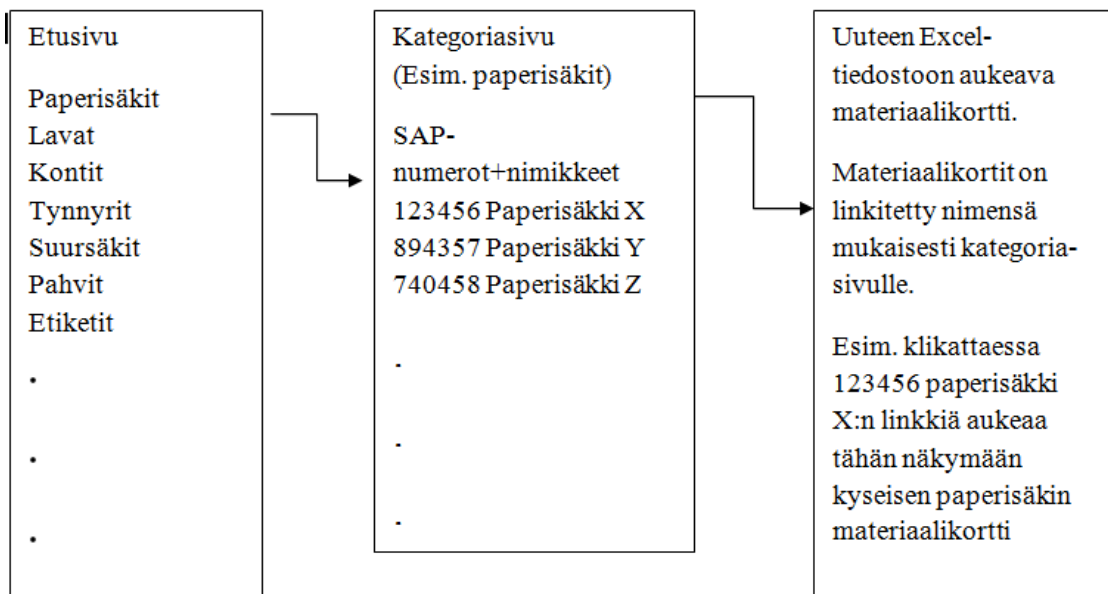 Etusivu
Paperisäkit
Lavat
Kontit
Tynnyrit
Suursäkit
Pahvit
Etiketit
.
.
.
Kategoriasivu
(Esim. paperisäkit)
SAP-
numerot+nimikkeet
123456 Paperisäkki X
894357 Paperisäkki Y
740458 Paperisäkki Z
.
.
.
Uuteen Excel-
tiedostoon aukeava
materiaalikortti.
Materiaalikortit on
linkitetty nimensä
mukaisesti kategoria-
sivulle.
Esim. klikattaessa
123456 paperisäkki
X:n linkkiä aukeaa
tähän näkymään
kyseisen paperisäkin
materiaalikortti